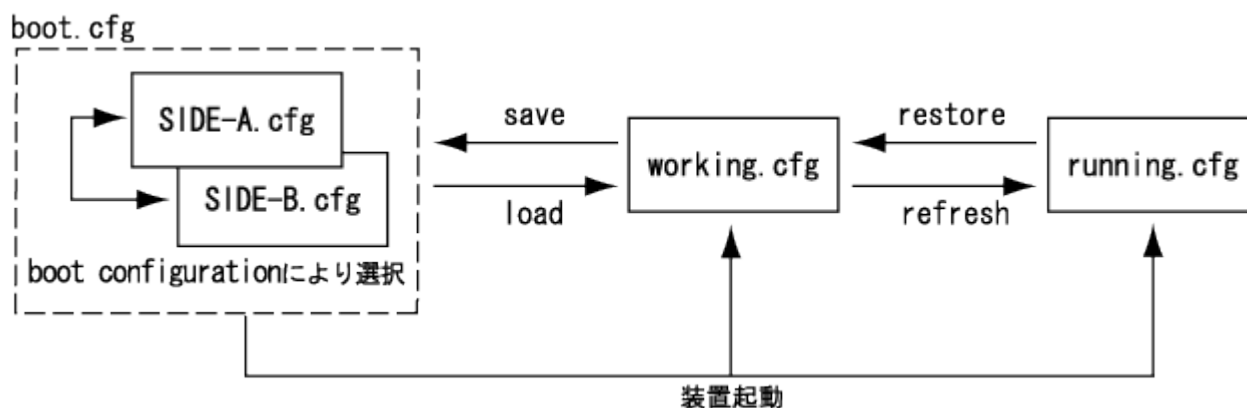 boot.cfg
SIDE-A.cfg
SIDE-B.cfg
boot configurationにより選択
save
load
working.cfg
restore
refresh
running.cfg
装置起動